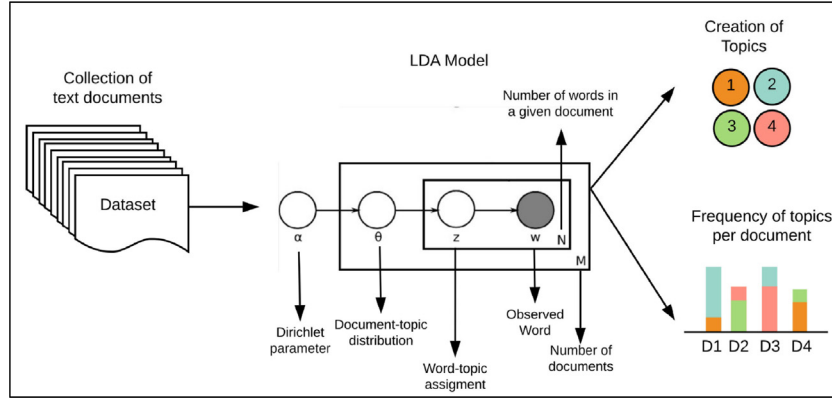 Collection of
text documents
Dataset
LDA Model
Number of words in
a given document
α
θ
z
w
N
M
Dirichlet
parameter
Document-topic
distribution
Word-topic
assigment
Observed
Word
Number of
documents
Creation of
Topics
1
2
3
4
Frequency of topics
per document
D1
D2
D3
D4